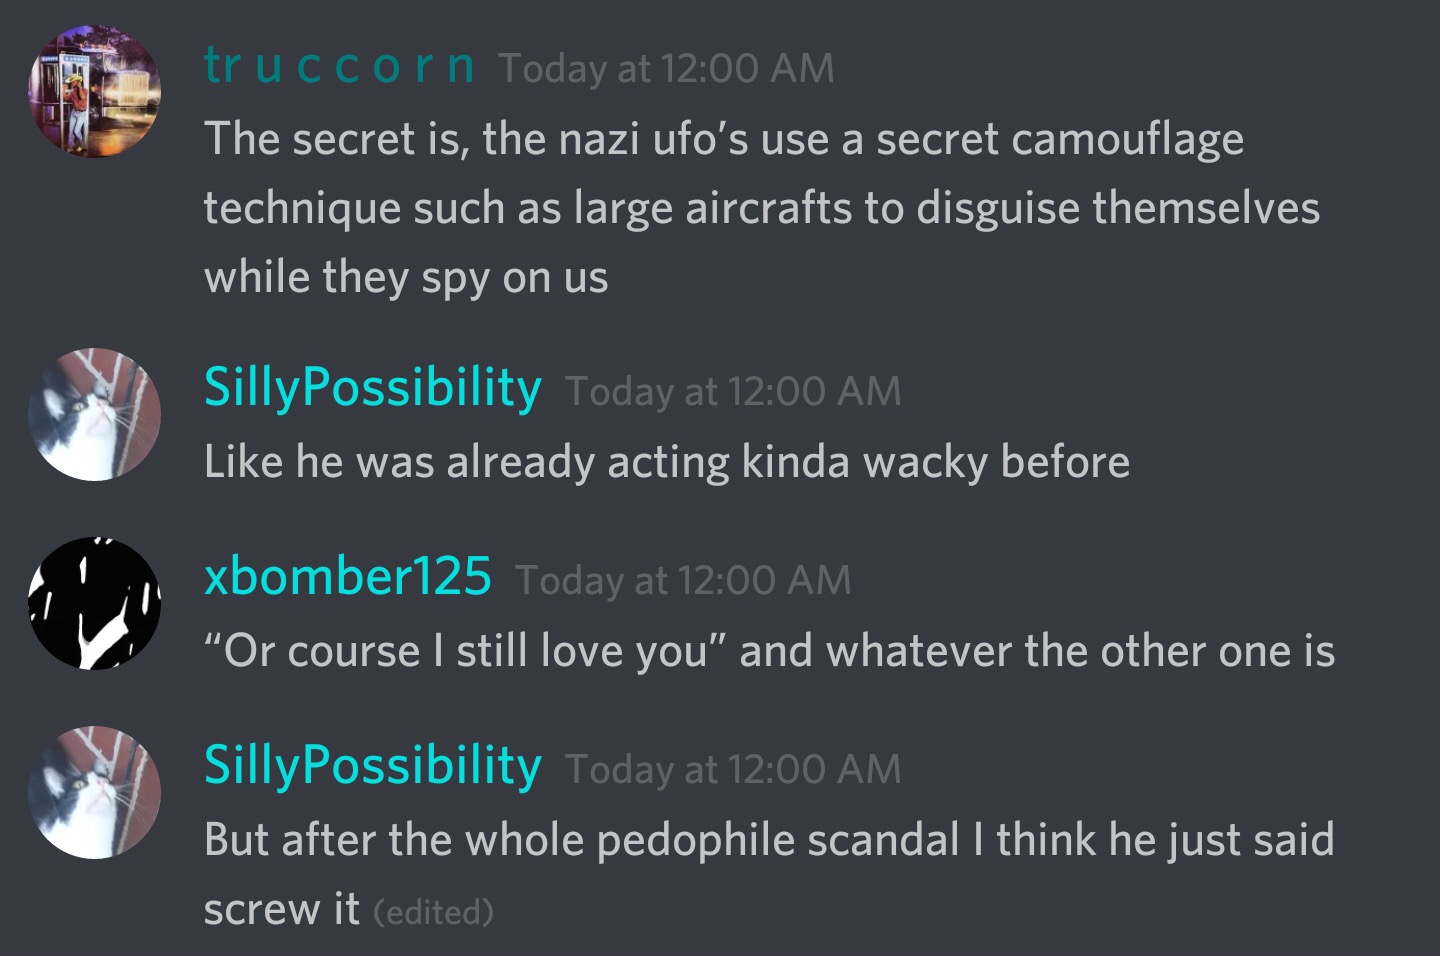 tr u c c o r n Today at 12:00 AM
The secret is, the nazi ufo’s use a secret camouflage
technique such as large aircrafts to disguise themselves
while they spy on us
SillyPossibility Today at 12:00 AM
Like he was already acting kinda wacky before
xbomber125 Today at 12:00 AM
“Or course I still love you” and whatever the other one is
SillyPossibility Today at 12:00 AM
But after the whole pedophile scandal I think he just said
screw it (edited)